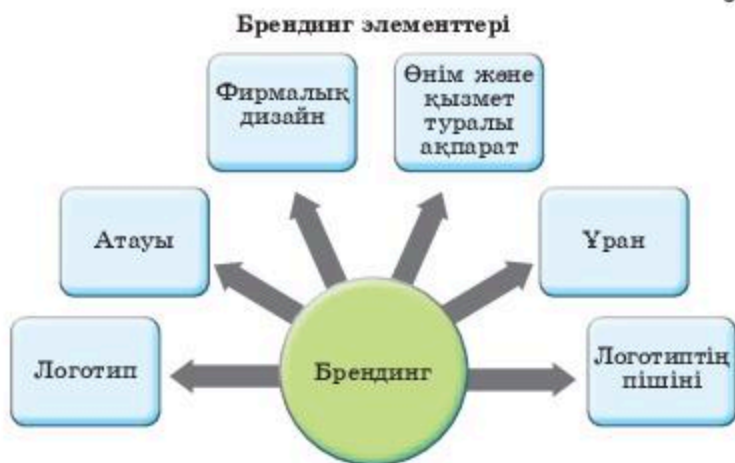 Брендинг элементтері
Фирмалық
дизайн
Өнім және
қызмет
туралы
ақпарат
Атауы
Ұран
Логотип
Брендинг
Логотиптің
пішіні